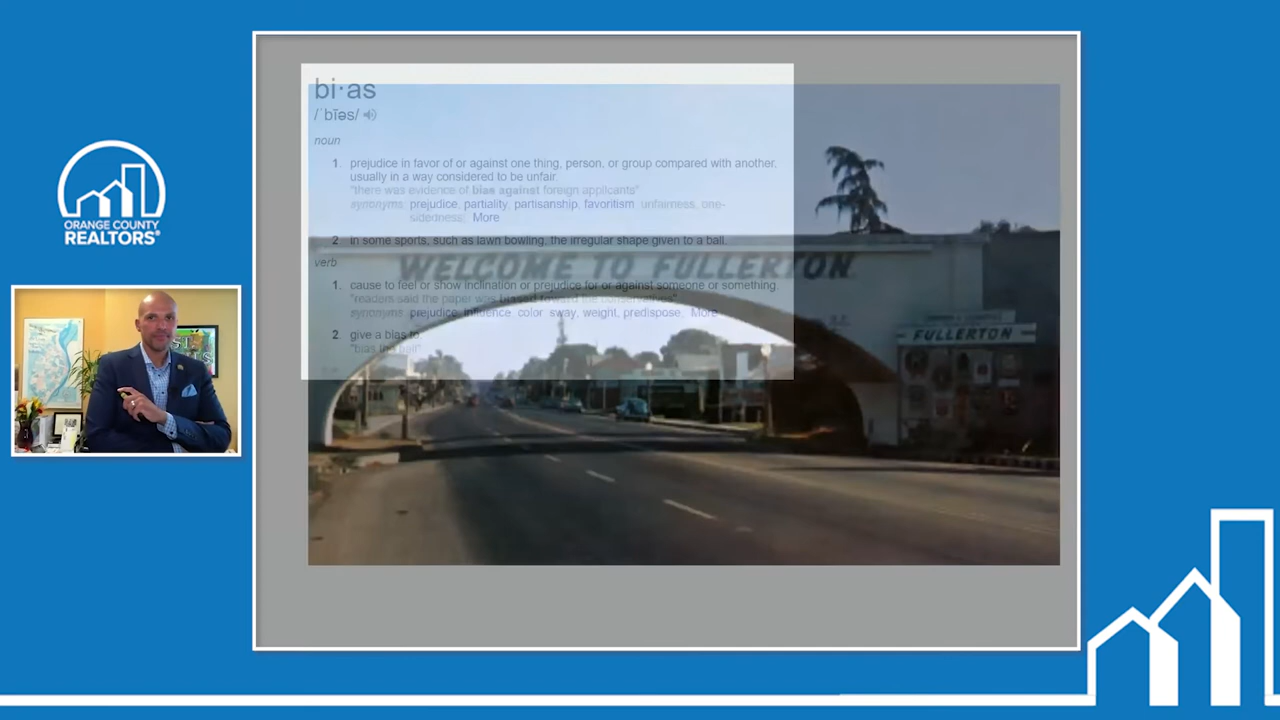 ORANGE COUNTY
REALTORS®
bi·as
/ˈbīəs/
noun
1. prejudice in favor of or against one thing, person, or group compared with another,
usually in a way considered to be unfair.
"there was evidence of bias against foreign applicants"
synonyms: prejudice, partiality, partisanship, favoritism, unfairness, one-
sidedness; More
2. in some sports, such as lawn bowling, the irregular shape given to a ball.
verb
WELCOME TO FULLERTON
1. cause to feel or show inclination or prejudice for or against someone or something.
"readers said the paper was biased toward the conservatives"
synonyms: prejudice, influence, color, sway, weight, predispose; More
2. give a bias to.
"bias the ball"
FULLERTON